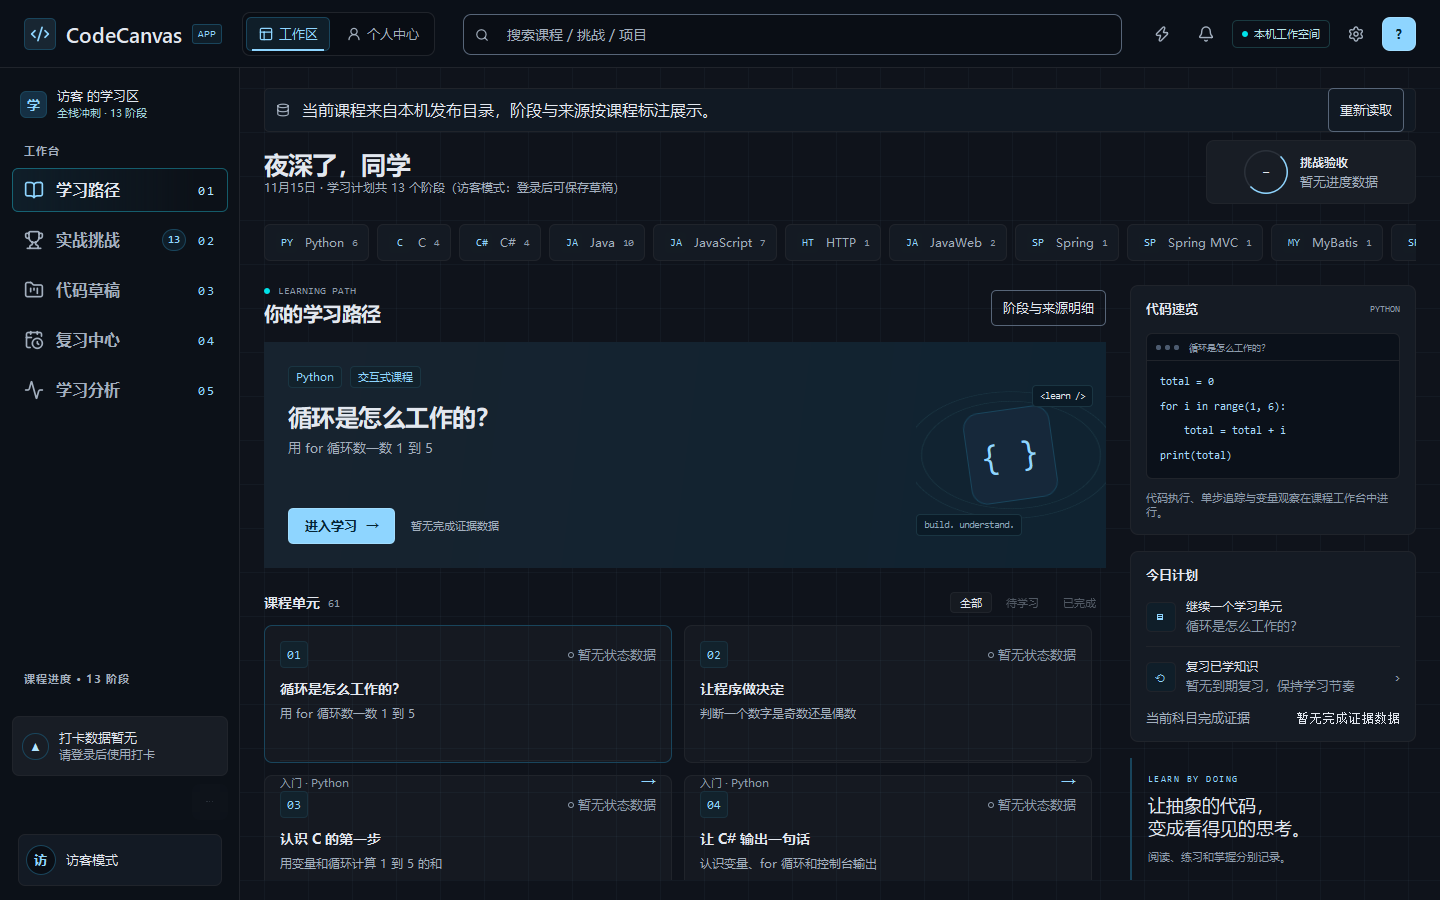 CodeCanvas APP
工作区
个人中心
搜索课程 / 挑战 / 项目
本机工作空间
?
学
访客 的学习区
全栈冲刺 · 13 阶段
工作台
学习路径 01
实战挑战 13 02
代码草稿 03
复习中心 04
学习分析 05
课程进度 • 13 阶段
打卡数据暂无
请登录后使用打卡
访 访客模式
当前课程来自本机发布目录，阶段与来源按课程标注展示。
重新读取
夜深了，同学
11月15日 · 学习计划共 13 个阶段（访客模式：登录后可保存草稿）
挑战验收
暂无进度数据
PY Python 6
C C 4
C# C# 4
JA Java 10
JA JavaScript 7
HT HTTP 1
JA JavaWeb 2
SP Spring 1
SP Spring MVC 1
MY MyBatis 1
LEARNING PATH
你的学习路径
阶段与来源明细
Python 交互式课程
循环是怎么工作的？
用 for 循环数一数 1 到 5
进入学习 →
暂无完成证据数据
<learn />
{ }
build. understand.
课程单元 61
全部 待学习 已完成
01 暂无状态数据
循环是怎么工作的？
用 for 循环数一数 1 到 5
入门 · Python →
02 暂无状态数据
让程序做决定
判断一个数字是奇数还是偶数
入门 · Python →
03 暂无状态数据
认识 C 的第一步
用变量和循环计算 1 到 5 的和
04 暂无状态数据
让 C# 输出一句话
认识变量、for 循环和控制台输出
代码速览 PYTHON
循环是怎么工作的？
total = 0
for i in range(1, 6):
    total = total + i
print(total)
代码执行、单步追踪与变量观察在课程工作台中进
行。
今日计划
继续一个学习单元
循环是怎么工作的？
复习已学知识
暂无到期复习，保持学习节奏
当前科目完成证据 暂无完成证据数据
LEARN BY DOING
让抽象的代码，
变成看得见的思考。
阅读、练习和掌握分别记录。